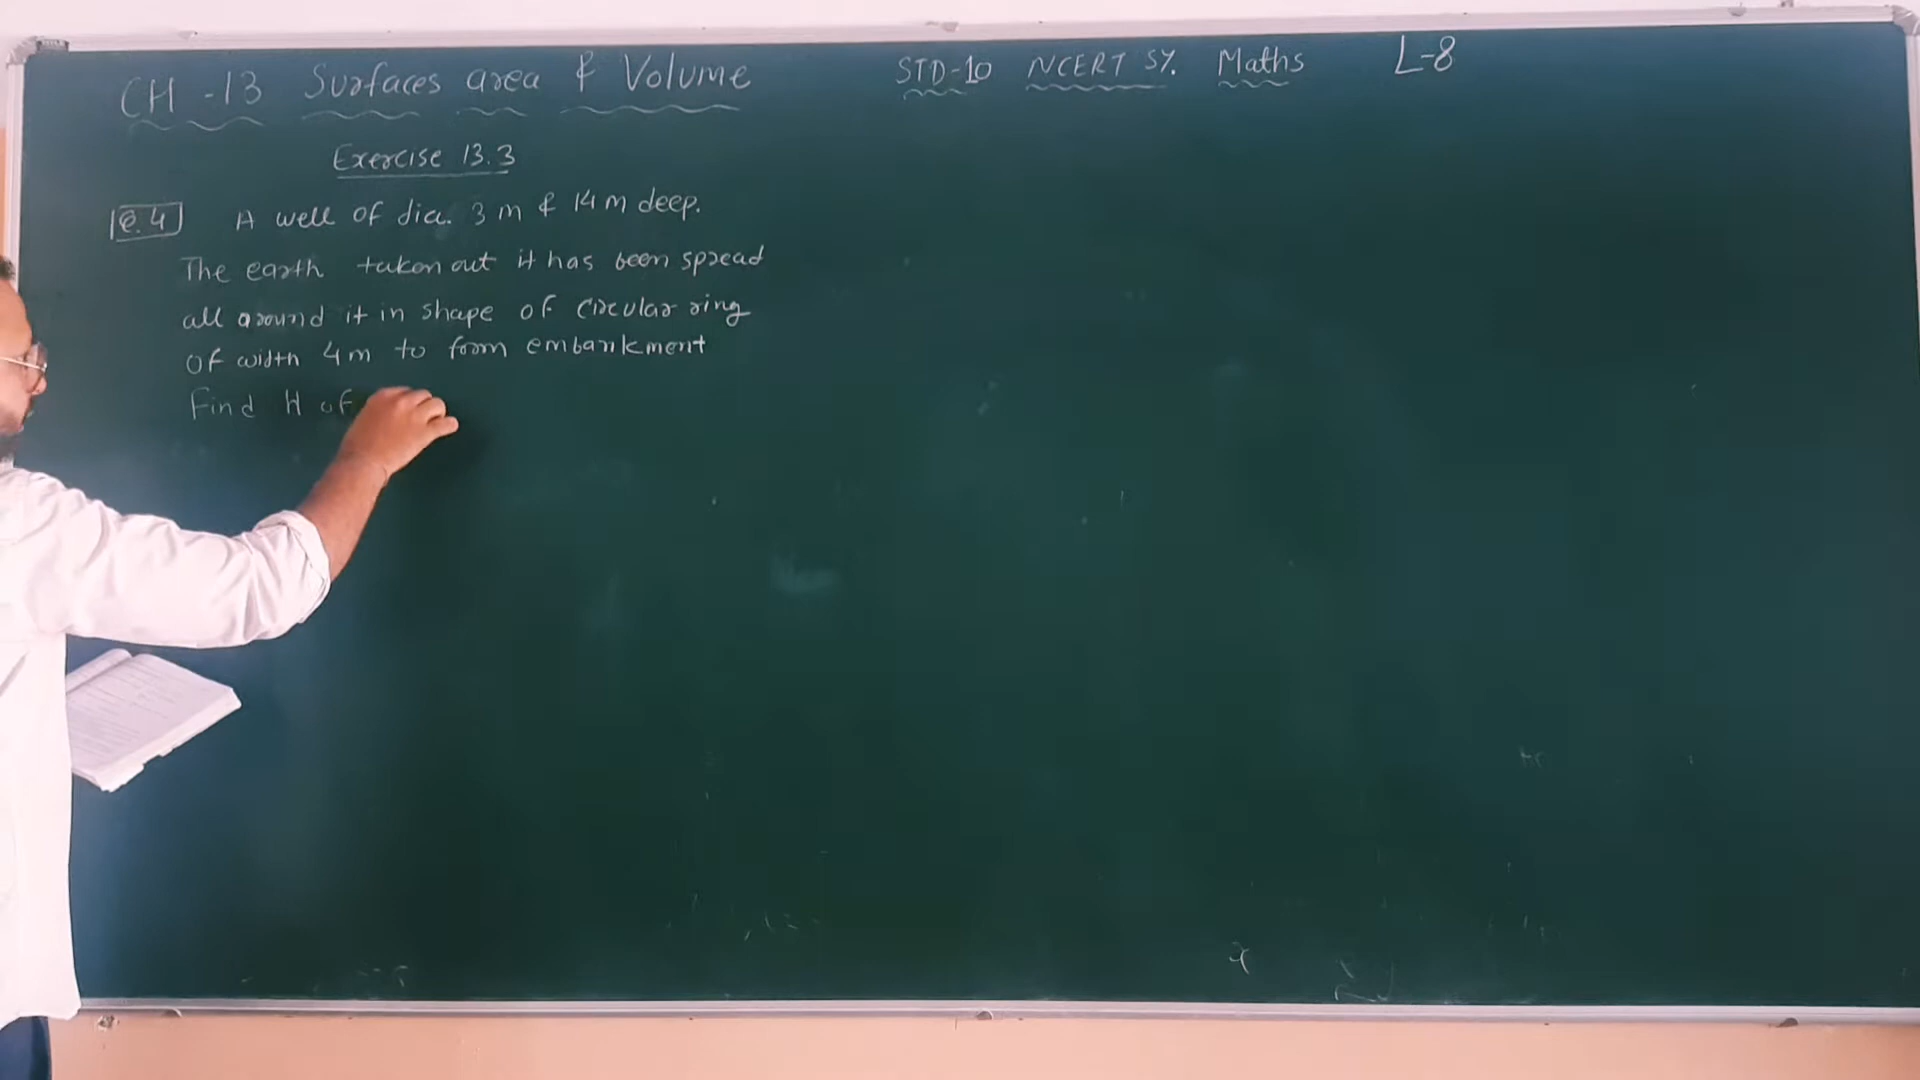 CH -13 Surfaces area & Volume STD-10 NCERT SY. Maths L-8
Exercise 13.3
Q.4 A well of dia. 3 m & 14 m deep.
The earth taken out it has been spread
all around it in shape of circular ring
of width 4m to form embankment
Find H of